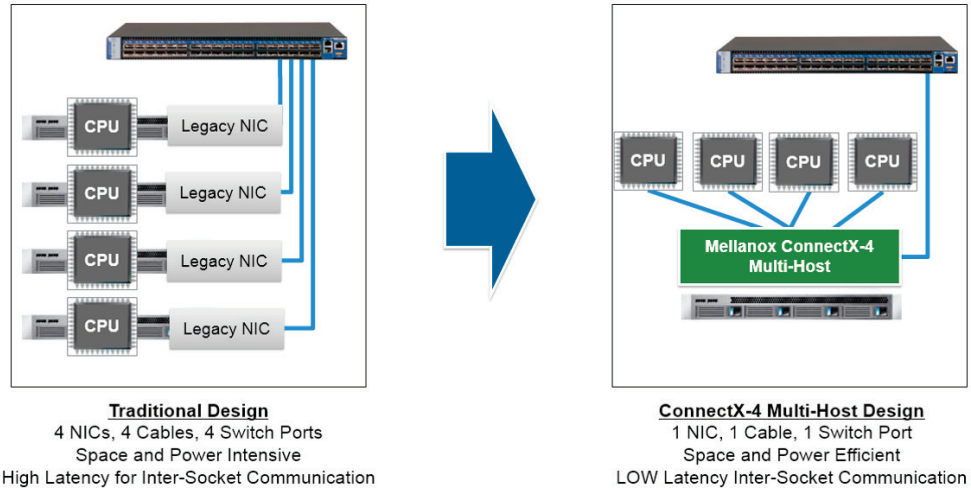 CPU
Legacy NIC
CPU
Legacy NIC
CPU
Legacy NIC
CPU
Legacy NIC
Traditional Design
4 NICs, 4 Cables, 4 Switch Ports
Space and Power Intensive
High Latency for Inter-Socket Communication
CPU
CPU
CPU
CPU
Mellanox ConnectX-4
Multi-Host
ConnectX-4 Multi-Host Design
1 NIC, 1 Cable, 1 Switch Port
Space and Power Efficient
LOW Latency Inter-Socket Communication